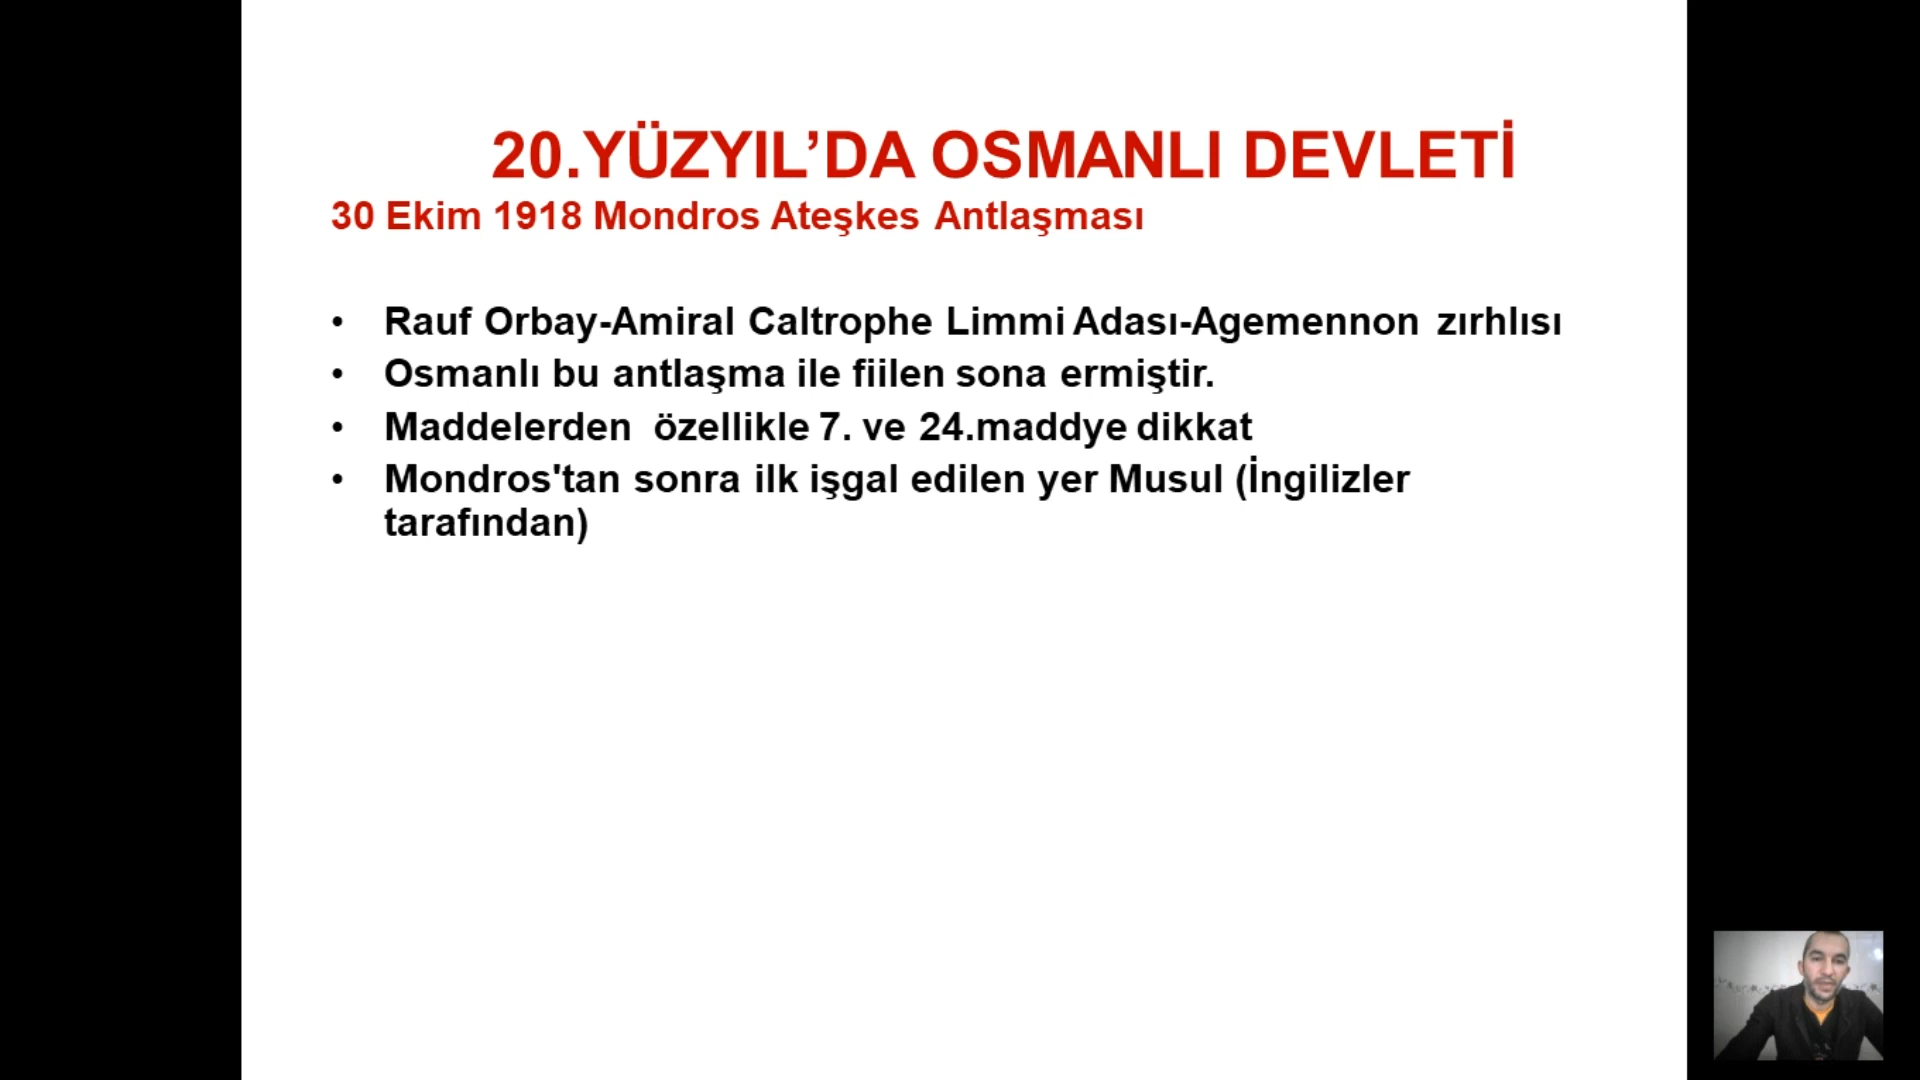 20.YÜZYIL’DA OSMANLI DEVLETİ
30 Ekim 1918 Mondros Ateşkes Antlaşması
• Rauf Orbay-Amiral Caltrophe Limmi Adası-Agemennon zırhlısı
• Osmanlı bu antlaşma ile fiilen sona ermiştir.
• Maddelerden özellikle 7. ve 24.maddye dikkat
• Mondros'tan sonra ilk işgal edilen yer Musul (İngilizler
tarafından)